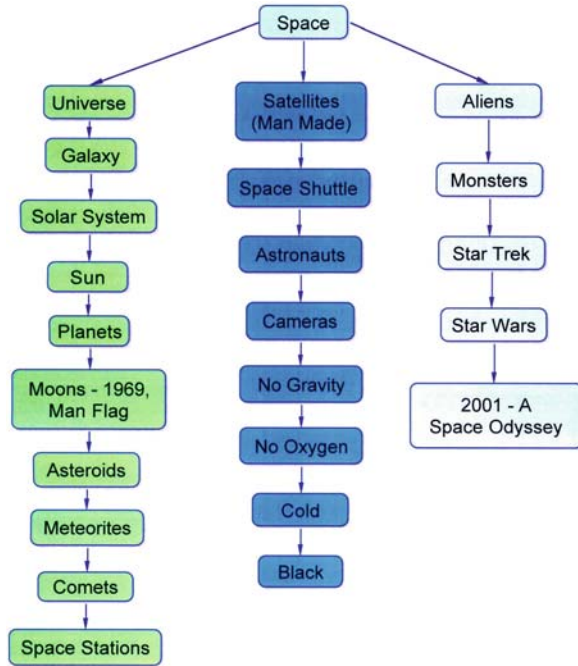 Space
Universe
Galaxy
Solar System
Sun
Planets
Moons - 1969,
Man Flag
Asteroids
Meteorites
Comets
Space Stations
Satellites
(Man Made)
Space Shuttle
Astronauts
Cameras
No Gravity
No Oxygen
Cold
Black
Aliens
Monsters
Star Trek
Star Wars
2001 - A
Space Odyssey